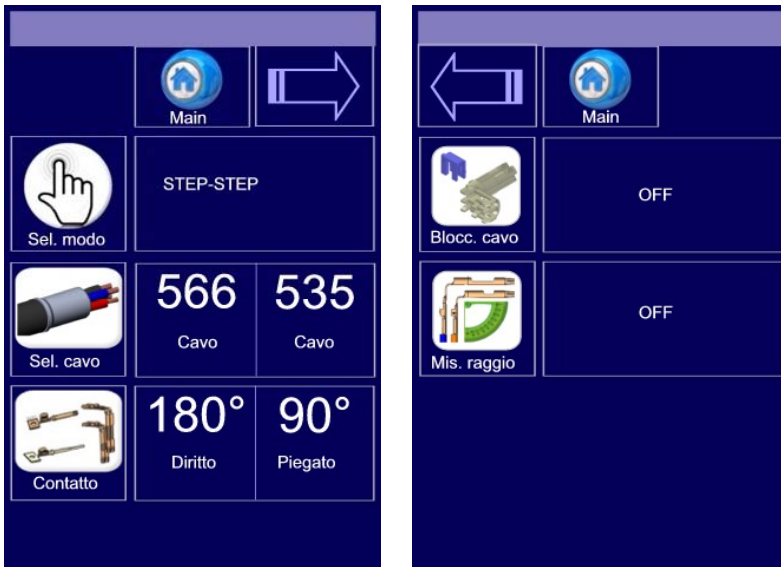 Main
Sel. modo
STEP-STEP
Sel. cavo
566
535
Cavo
Cavo
Contatto
180°
90°
Diritto
Piegato
Main
Blocc. cavo
OFF
Mis. raggio
OFF